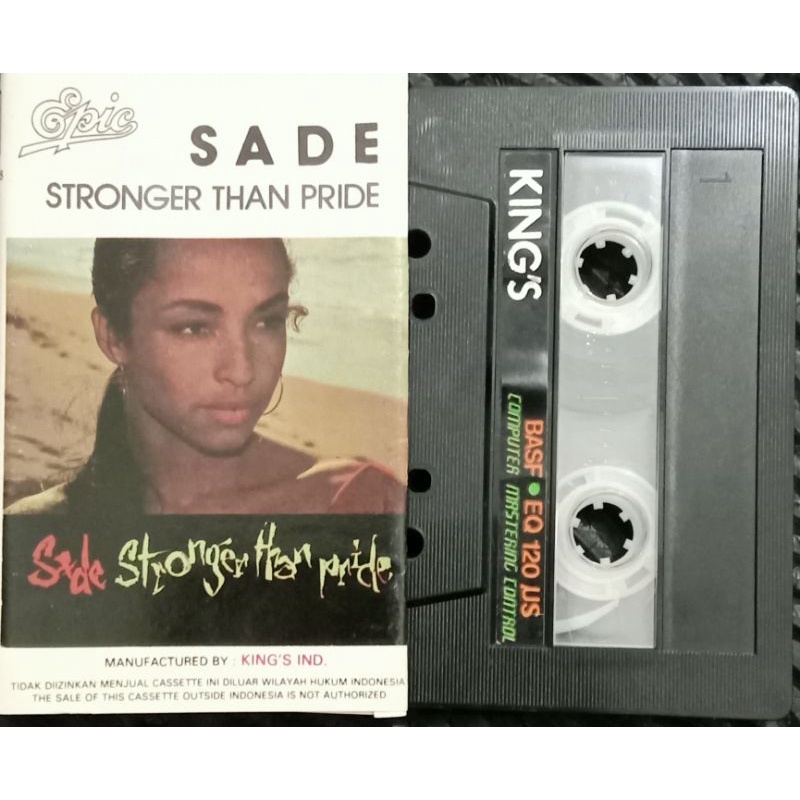 Epic
SADE
STRONGER THAN PRIDE
Sade Stronger than pride
MANUFACTURED BY : KING'S IND.
TIDAK DIIZINKAN MENJUAL CASSETTE INI DILUAR WILAYAH HUKUM INDONESIA
THE SALE OF THIS CASSETTE OUTSIDE INDONESIA IS NOT AUTHORIZED
KING'S
BASF • EQ 120 µS
COMPUTER MASTERING CONTROL
1